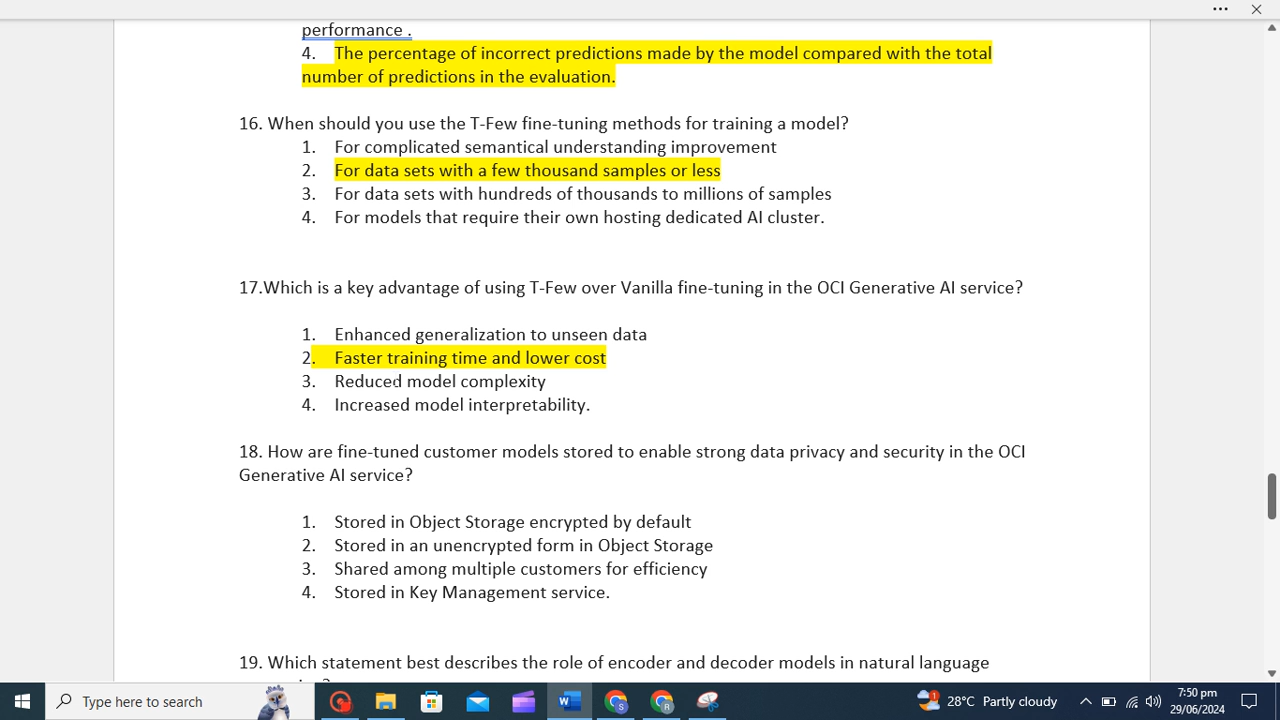 performance .
4. The percentage of incorrect predictions made by the model compared with the total
number of predictions in the evaluation.
16. When should you use the T-Few fine-tuning methods for training a model?
1. For complicated semantical understanding improvement
2. For data sets with a few thousand samples or less
3. For data sets with hundreds of thousands to millions of samples
4. For models that require their own hosting dedicated AI cluster.
17.Which is a key advantage of using T-Few over Vanilla fine-tuning in the OCI Generative AI service?
1. Enhanced generalization to unseen data
2. Faster training time and lower cost
3. Reduced model complexity
4. Increased model interpretability.
18. How are fine-tuned customer models stored to enable strong data privacy and security in the OCI
Generative AI service?
1. Stored in Object Storage encrypted by default
2. Stored in an unencrypted form in Object Storage
3. Shared among multiple customers for efficiency
4. Stored in Key Management service.
19. Which statement best describes the role of encoder and decoder models in natural language
Type here to search
28°C Partly cloudy
7:50 pm
29/06/2024